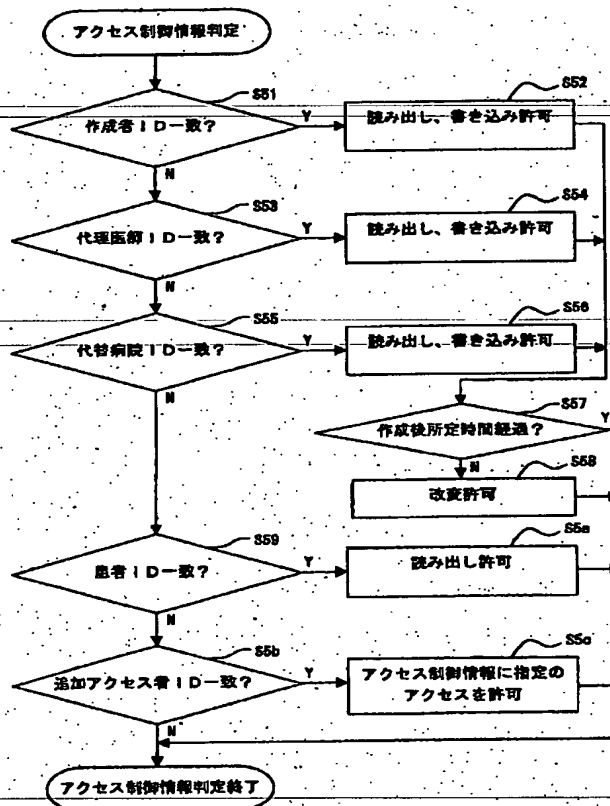 アクセス制御情報判定
S51
作成者ID一致?
Y
S52
読み出し、書き込み許可
N
S53
代理医師ID一致?
Y
S54
読み出し、書き込み許可
N
S55
代替病院ID一致?
Y
S56
読み出し、書き込み許可
N
S57
作成後所定時間経過?
Y
N
S58
改変許可
S59
患者ID一致?
Y
S5a
読み出し許可
N
S5b
追加アクセス者ID一致?
Y
S5c
アクセス制御情報に指定の
アクセスを許可
N
アクセス制御情報判定終了